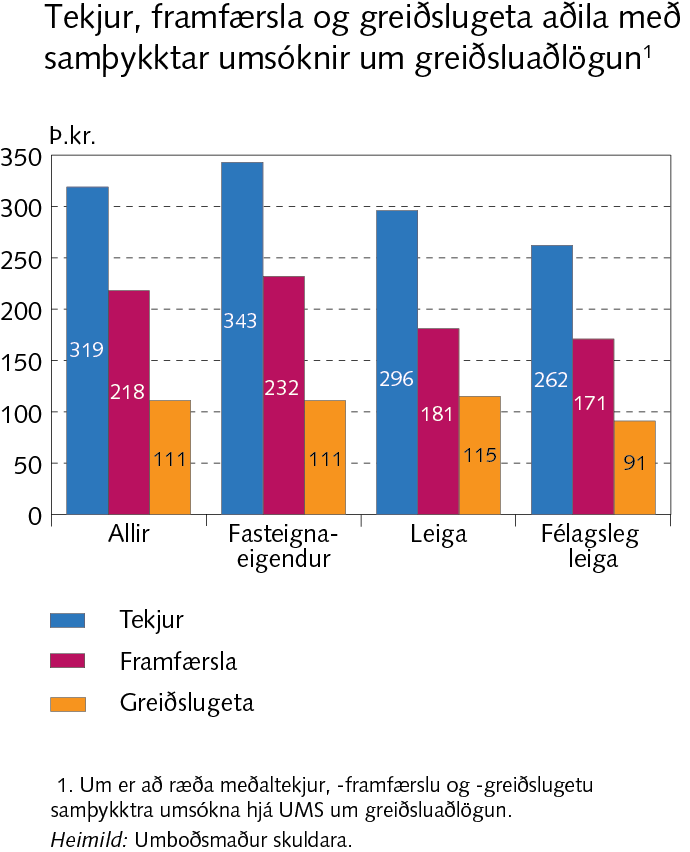 Tekjur, framfærsla og greiðslugeta aðila með
samþykktar umsóknir um greiðsluaðlögun¹
Þ.kr.
350
300
250
200
150
100
50
0
319
218
111
343
232
111
296
181
115
262
171
91
Allir
Fasteigna-
eigendur
Leiga
Félagsleg
leiga
Tekjur
Framfærsla
Greiðslugeta
1. Um er að ræða meðaltekjur, -framfærslu og -greiðslugetu
samþykktra umsókna hjá UMS um greiðsluaðlögun.
Heimild: Umboðsmaður skuldara.